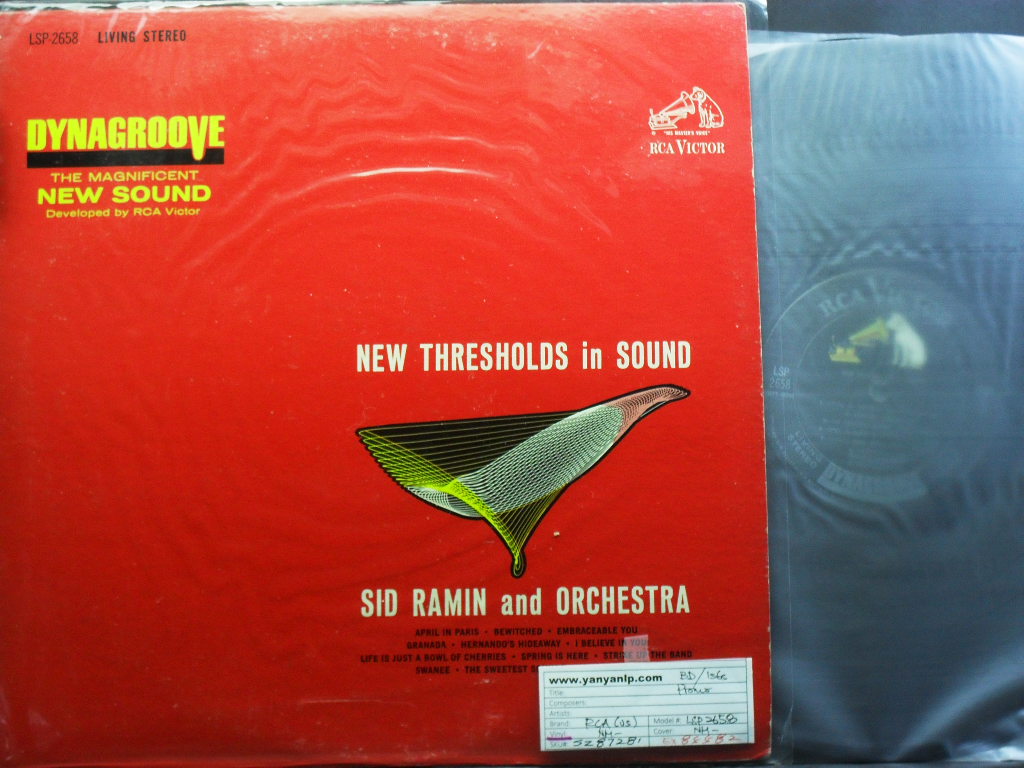 LSP-2658 LIVING STEREO
DYNAGROOVE
THE MAGNIFICENT
NEW SOUND
Developed by RCA Victor
"HIS MASTER'S VOICE"
RCA VICTOR
NEW THRESHOLDS in SOUND
SID RAMIN and ORCHESTRA
APRIL IN PARIS • BEWITCHED • EMBRACEABLE YOU
GRANADA • HERNANDO'S HIDEAWAY • I BELIEVE IN YOU
LIFE IS JUST A BOWL OF CHERRIES • SPRING IS HERE • STRIKE UP THE BAND
SWANEE • THE SWEETEST
www.yanyanlp.com
Title:
Composers:
Artists:
Brand: RCA (US) Model #: LSP 2658
Vinyl: NM- Cover: NM-
SKU#:
RCA VICTOR
LSP
2658